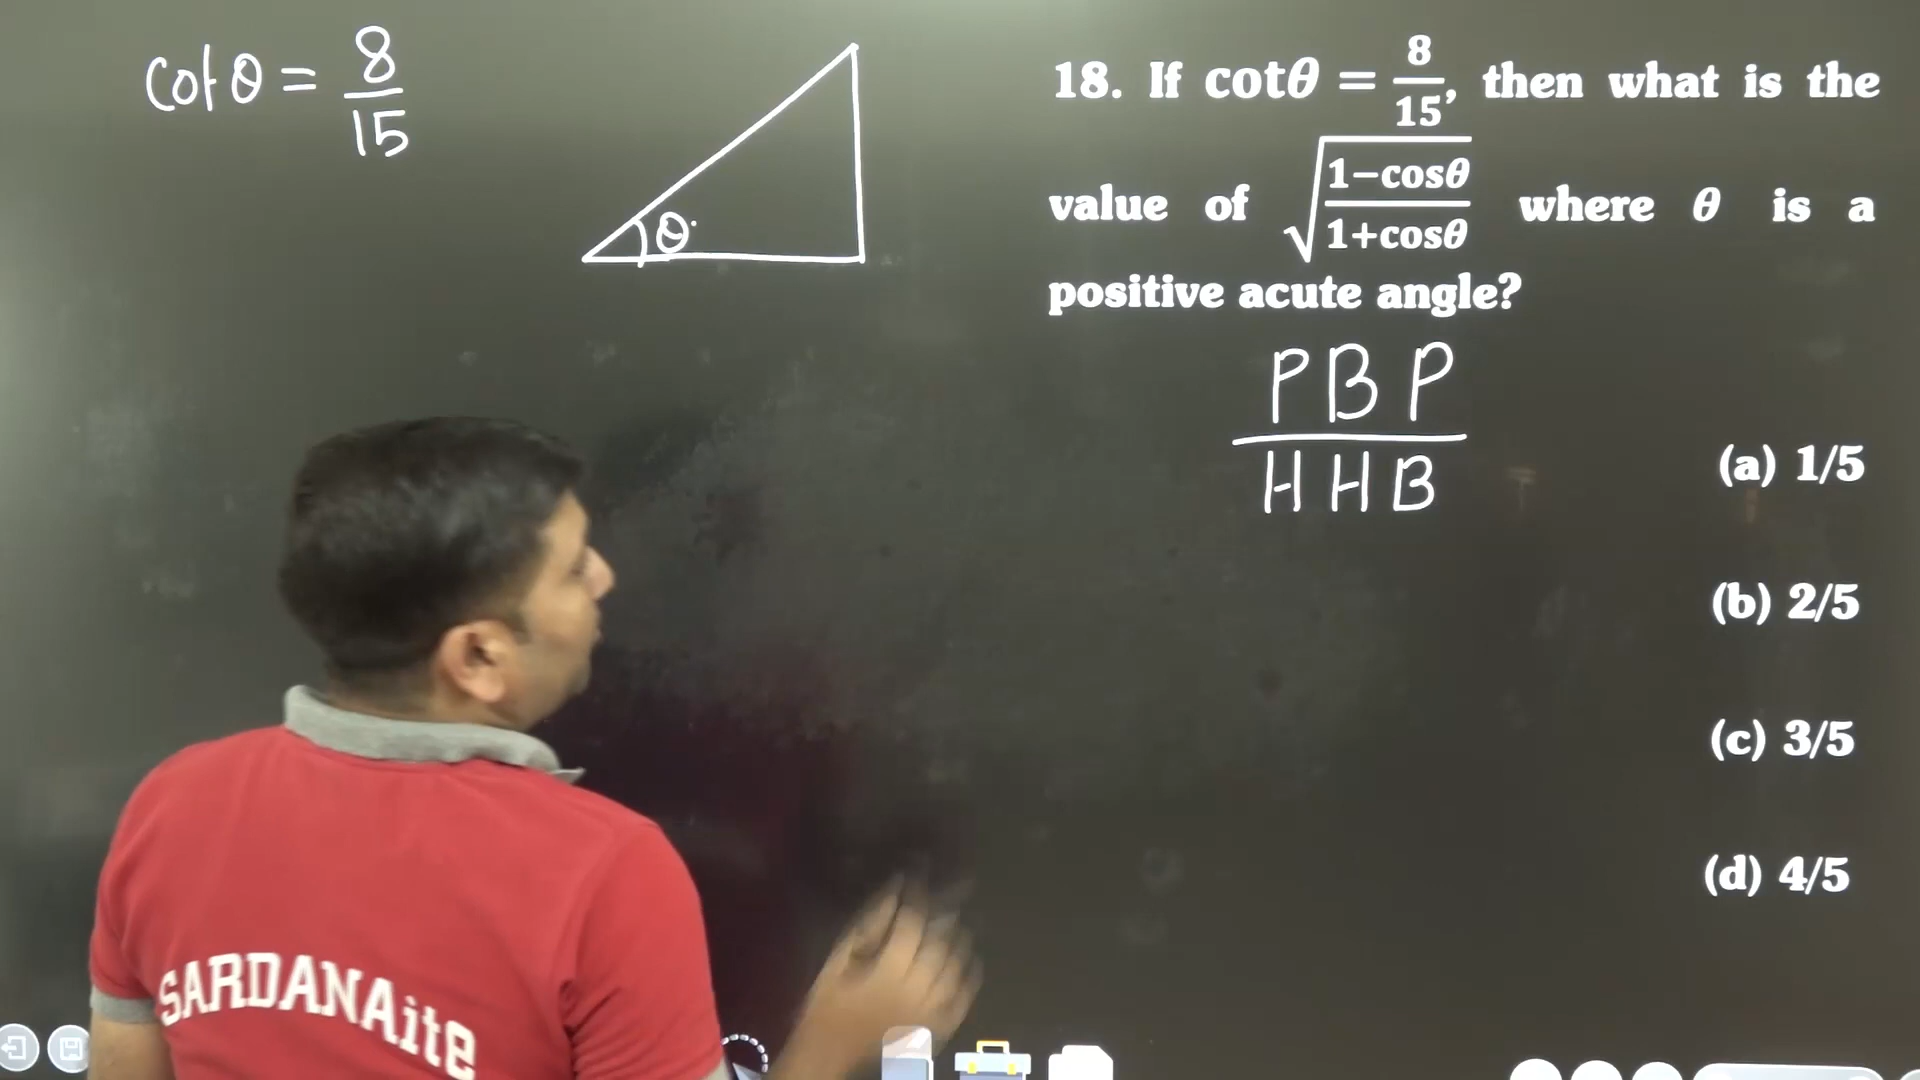 cot θ = 8/15
θ
18. If cotθ = 8/15, then what is the
value of √((1−cosθ)/(1+cosθ)) where θ is a
positive acute angle?
P B P
H H B
(a) 1/5
(b) 2/5
(c) 3/5
(d) 4/5
SARDANAite